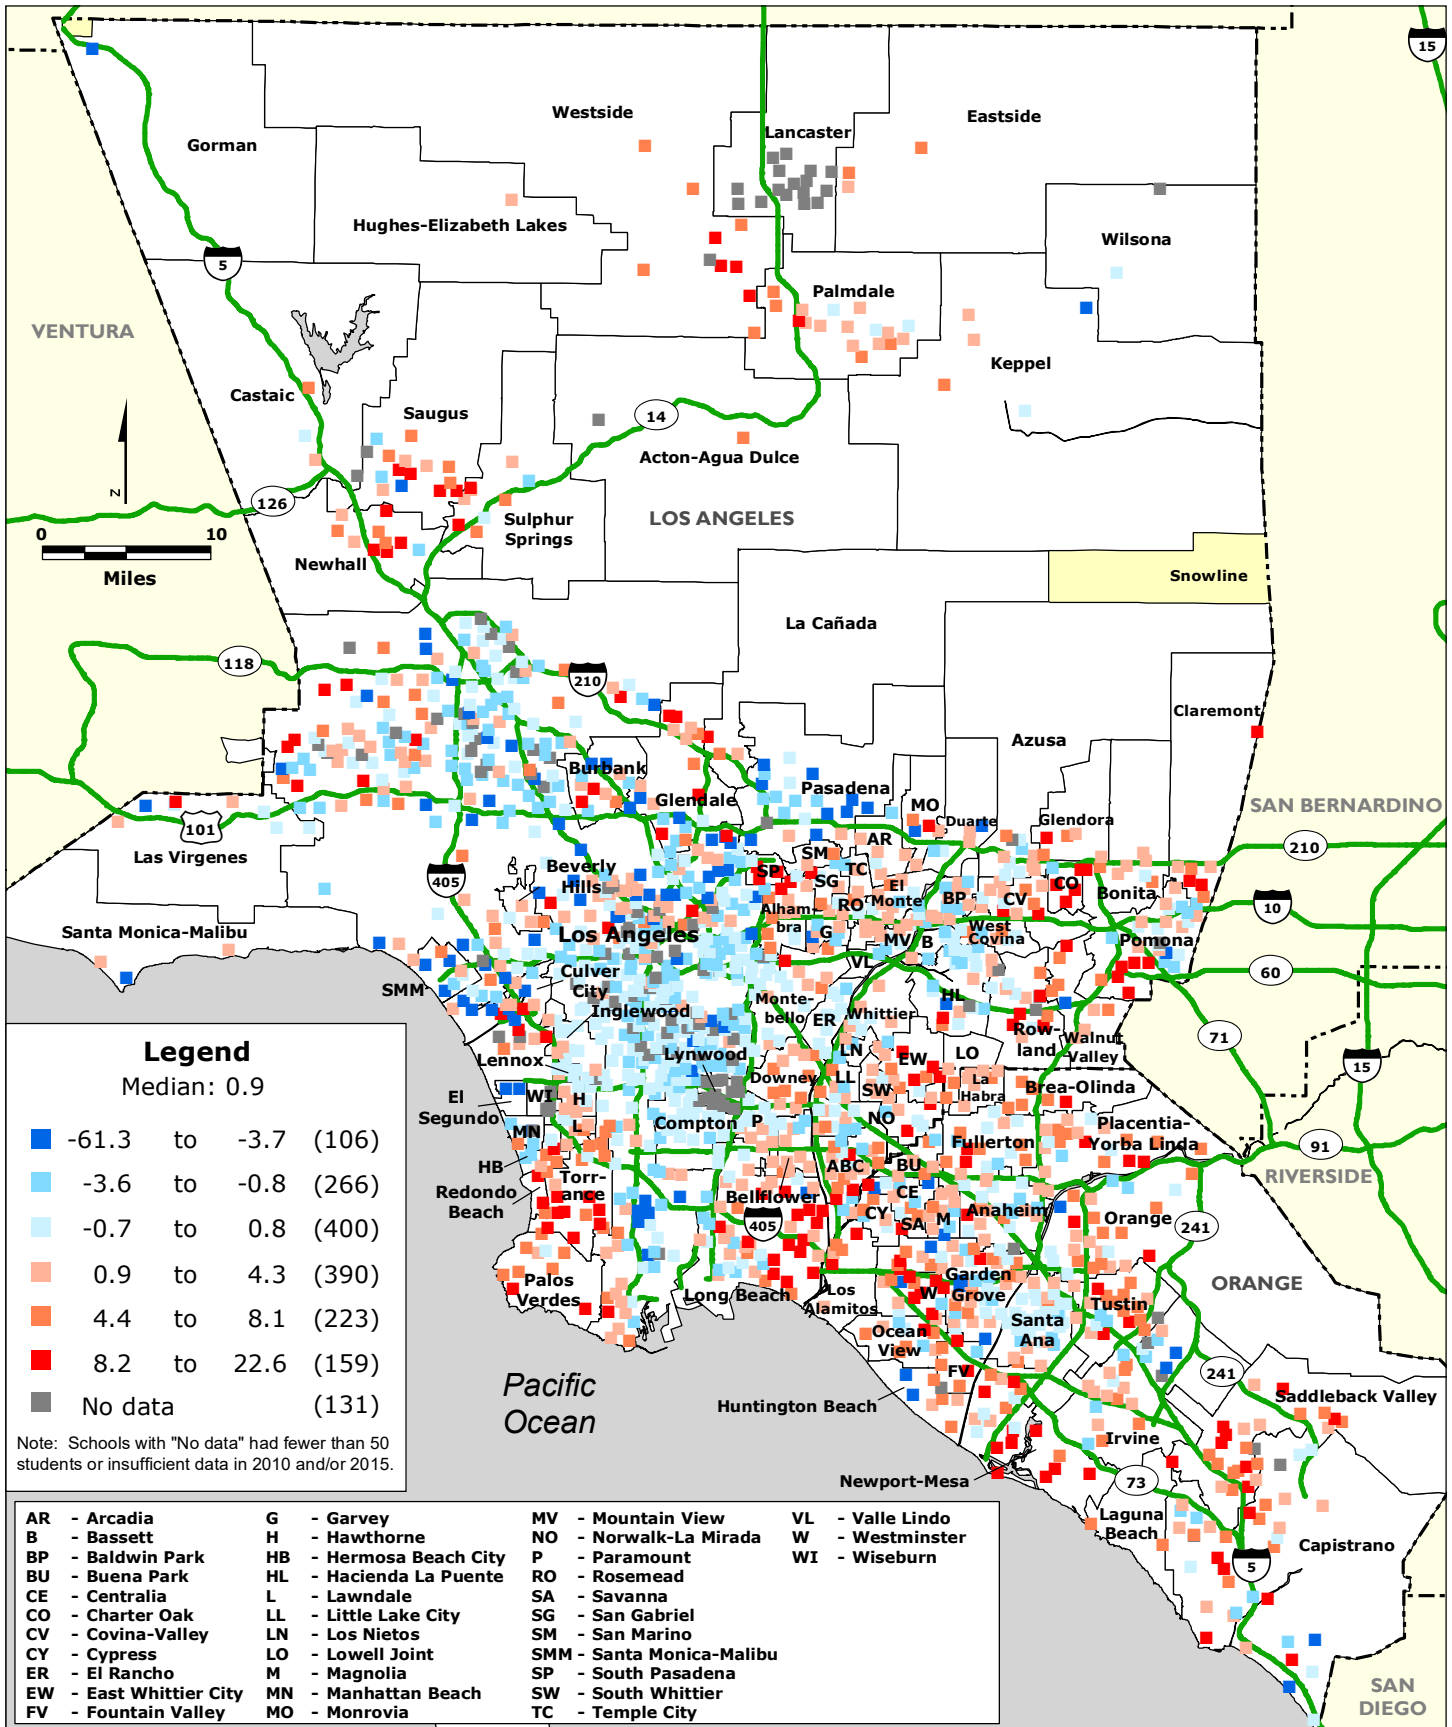 15
Westside
Lancaster
Eastside
Gorman
Hughes-Elizabeth Lakes
Wilsona
5
Palmdale
VENTURA
Keppel
Castaic
Saugus
14
Acton-Agua Dulce
N
126
LOS ANGELES
Sulphur
Springs
0 10
Miles
Newhall
Snowline
La Cañada
118
210
Claremont
Azusa
Burbank
Glendale
Pasadena
MO
Duarte
Glendora
SAN BERNARDINO
101
Las Virgenes
AR
210
SM
TC
Beverly
Hills
405
SP
SG
El
Monte
CO
Bonita
BP
CV
RO
Alham-
bra
10
Santa Monica-Malibu
Los Angeles
G
MV
B
West
Covina
Pomona
VL
60
SMM
Culver
City
HL
Monte-
bello
Inglewood
ER
Whittier
Row-
land
Walnut
Valley
71
15
Lennox
Lynwood
LN
EW
LO
Downey
LL
SW
La
Habra
Brea-Olinda
El
Segundo
WI
H
Compton
P
NO
Placentia-
Yorba Linda
91
MN
L
Fullerton
HB
ABC
BU
RIVERSIDE
Redondo
Beach
Torr-
ance
Bellflower
CE
CY
SA
M
Anaheim
Orange
241
405
Palos
Verdes
Garden
Grove
ORANGE
Long Beach
Los
Alamitos
W
Tustin
Santa
Ana
Ocean
View
Pacific
Ocean
FV
241
Huntington Beach
Saddleback Valley
Irvine
Newport-Mesa
73
Laguna
Beach
Capistrano
5
SAN
DIEGO
Legend
Median: 0.9
-61.3 to -3.7 (106)
-3.6 to -0.8 (266)
-0.7 to 0.8 (400)
0.9 to 4.3 (390)
4.4 to 8.1 (223)
8.2 to 22.6 (159)
No data (131)
Note: Schools with "No data" had fewer than 50
students or insufficient data in 2010 and/or 2015.
AR - Arcadia
B - Bassett
BP - Baldwin Park
BU - Buena Park
CE - Centralia
CO - Charter Oak
CV - Covina-Valley
CY - Cypress
ER - El Rancho
EW - East Whittier City
FV - Fountain Valley
G - Garvey
H - Hawthorne
HB - Hermosa Beach City
HL - Hacienda La Puente
L - Lawndale
LL - Little Lake City
LN - Los Nietos
LO - Lowell Joint
M - Magnolia
MN - Manhattan Beach
MO - Monrovia
MV - Mountain View
NO - Norwalk-La Mirada
P - Paramount
RO - Rosemead
SA - Savanna
SG - San Gabriel
SM - San Marino
SMM - Santa Monica-Malibu
SP - South Pasadena
SW - South Whittier
TC - Temple City
VL - Valle Lindo
W - Westminster
WI - Wiseburn